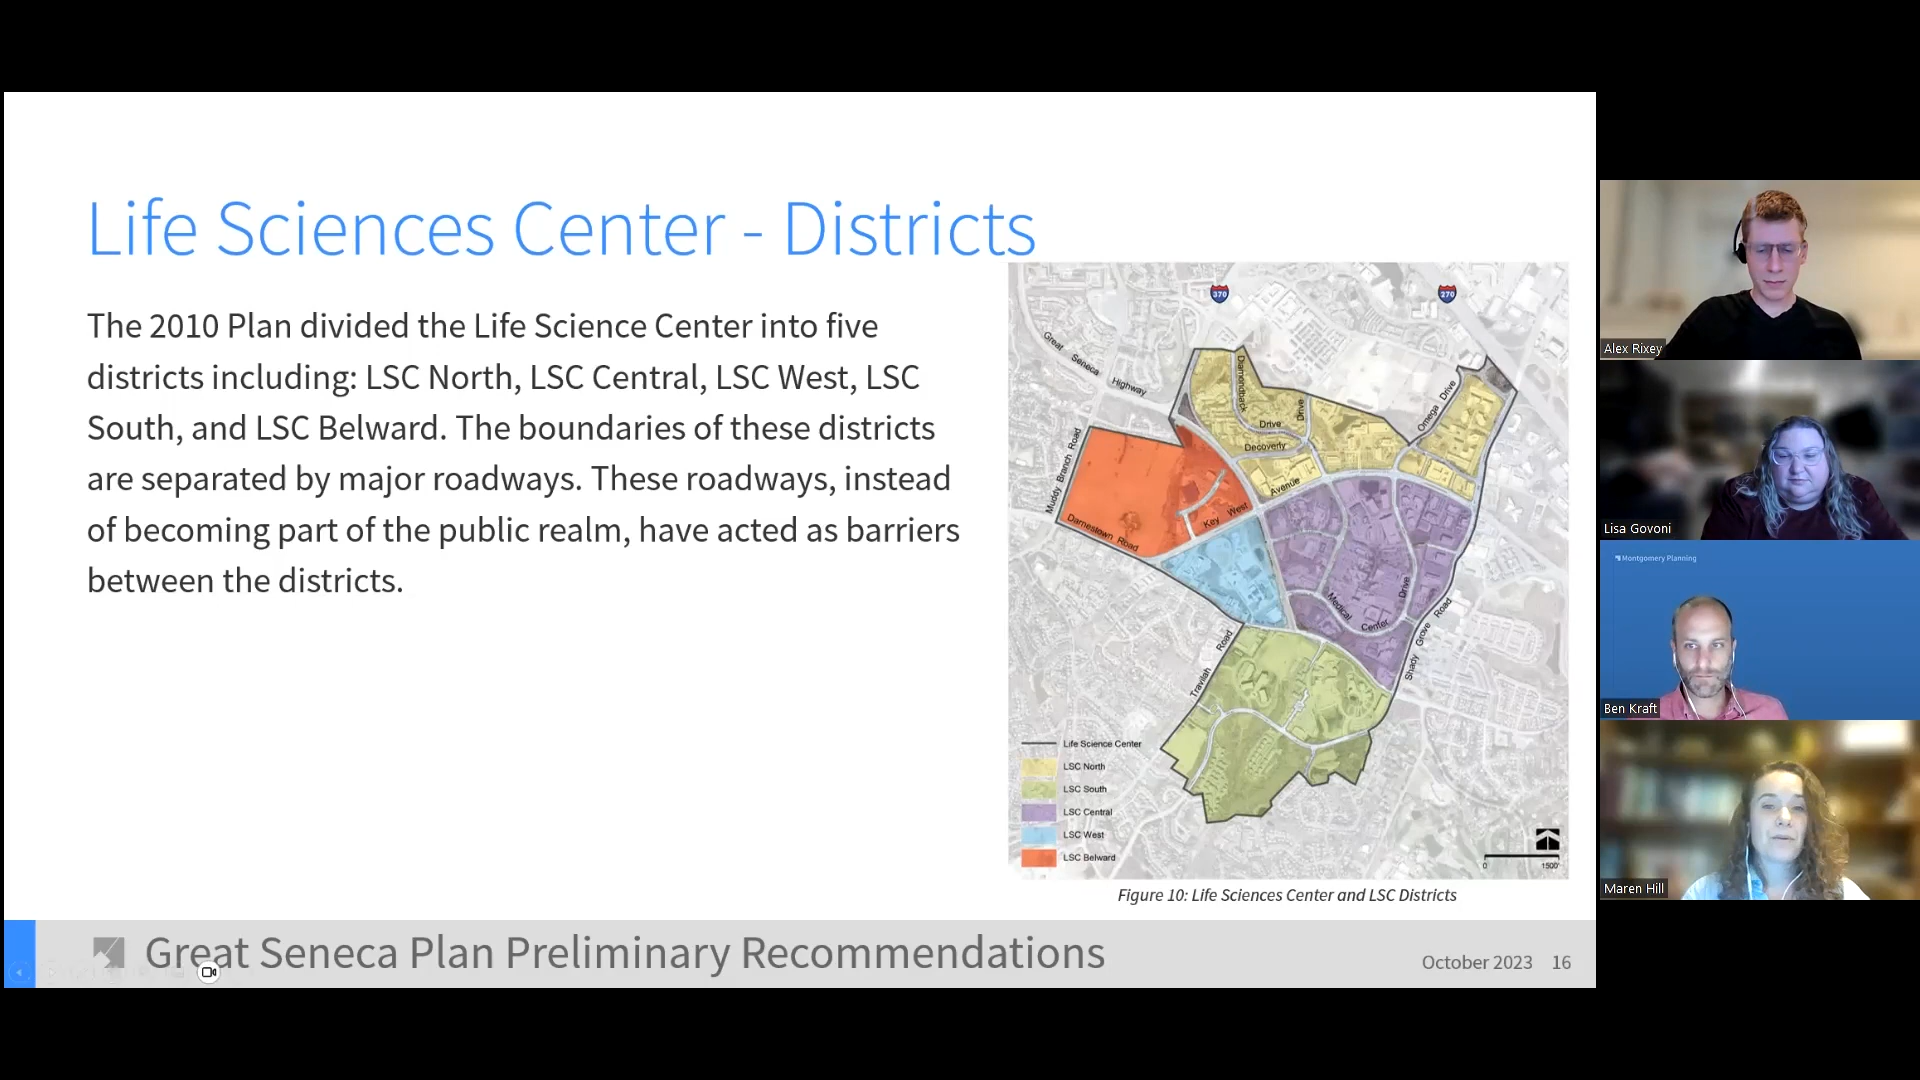 Life Sciences Center - Districts
The 2010 Plan divided the Life Science Center into five
districts including: LSC North, LSC Central, LSC West, LSC
South, and LSC Belward. The boundaries of these districts
are separated by major roadways. These roadways, instead
of becoming part of the public realm, have acted as barriers
between the districts.
370
270
Great Seneca Highway
Muddy Branch Road
Darnestown Road
Diamondback
Drive
Drive
Decoverly
Omega Drive
Key West
Avenue
Medical
Center
Drive
Shady Grove Road
Travilah Road
Life Science Center
LSC North
LSC South
LSC Central
LSC West
LSC Belward
0 1500'
Figure 10: Life Sciences Center and LSC Districts
Great Seneca Plan Preliminary Recommendations
October 2023 16
Alex Rixey
Lisa Govoni
Montgomery Planning
Ben Kraft
Maren Hill